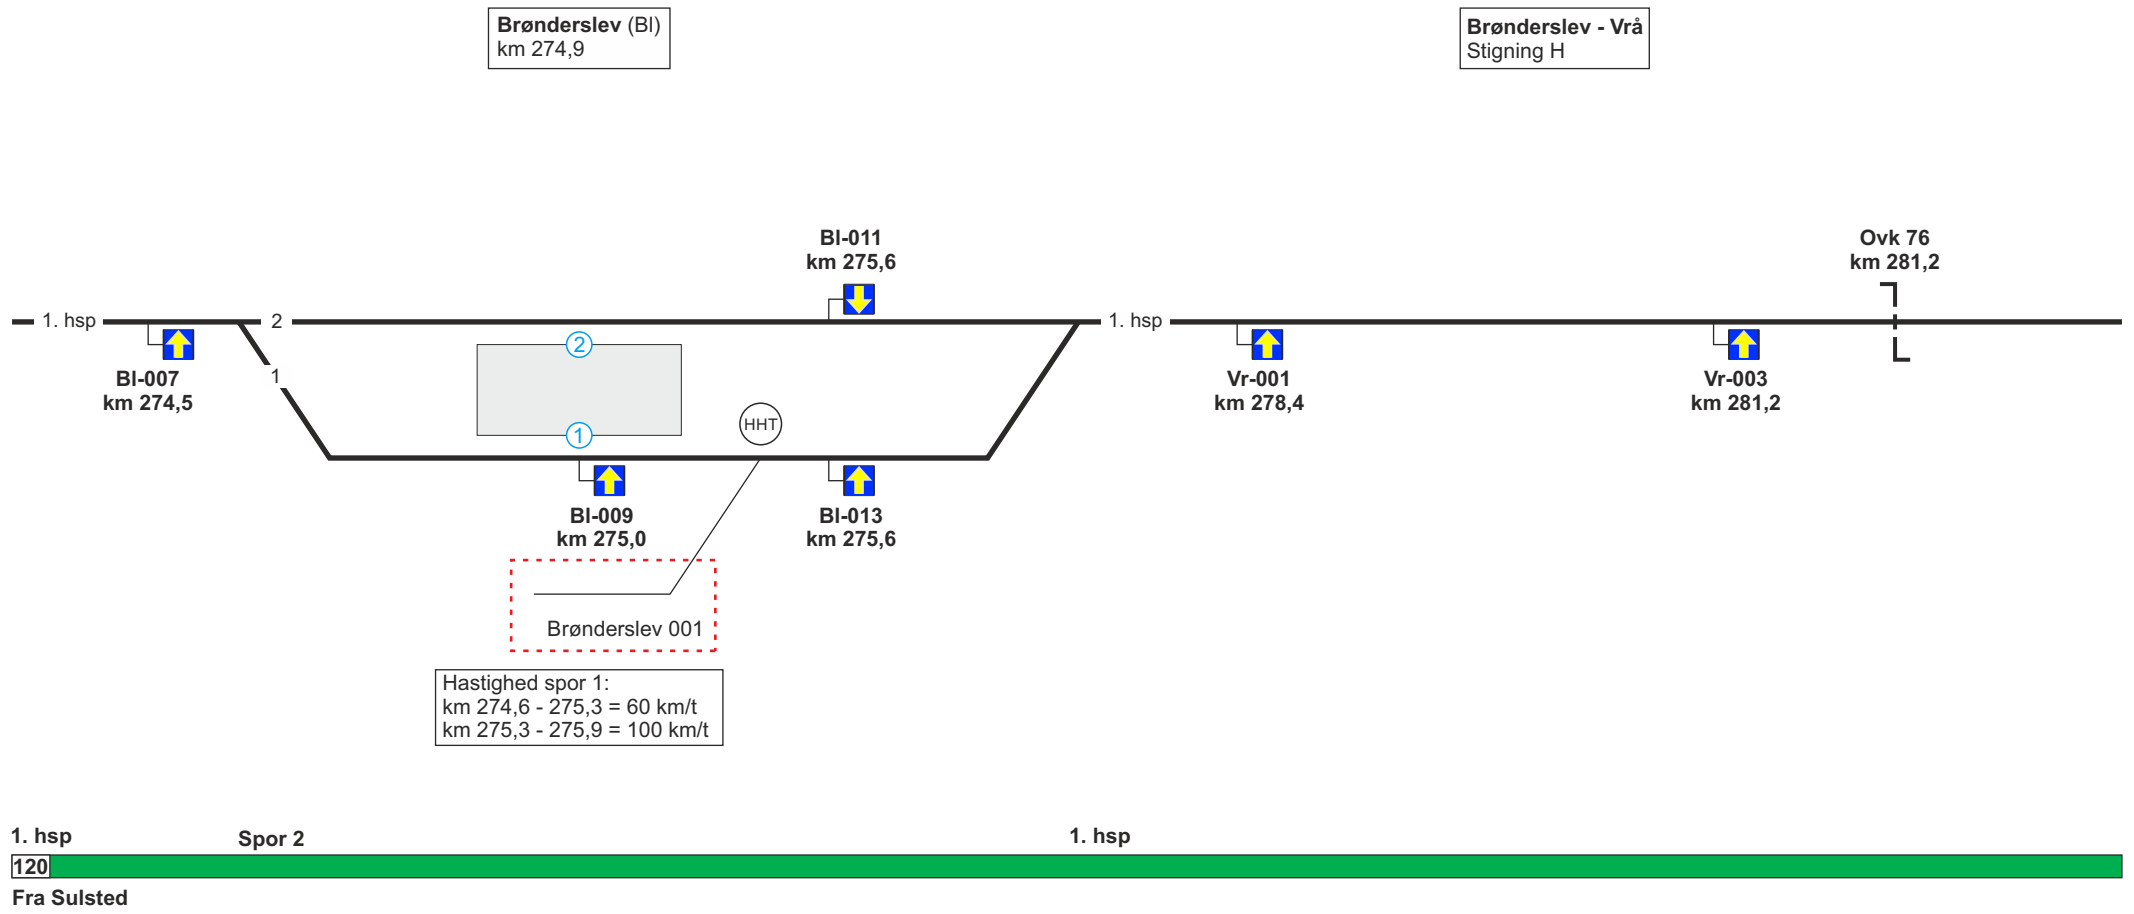 Brønderslev (Bl)
km 274,9
Brønderslev - Vrå
Stigning H
Bl-011
km 275,6
Ovk 76
km 281,2
1. hsp
2
1. hsp
2
Bl-007
km 274,5
1
Vr-001
km 278,4
Vr-003
km 281,2
HHT
1
Bl-009
km 275,0
Bl-013
km 275,6
Brønderslev 001
Hastighed spor 1:
km 274,6 - 275,3 = 60 km/t
km 275,3 - 275,9 = 100 km/t
1. hsp
Spor 2
1. hsp
120
Fra Sulsted